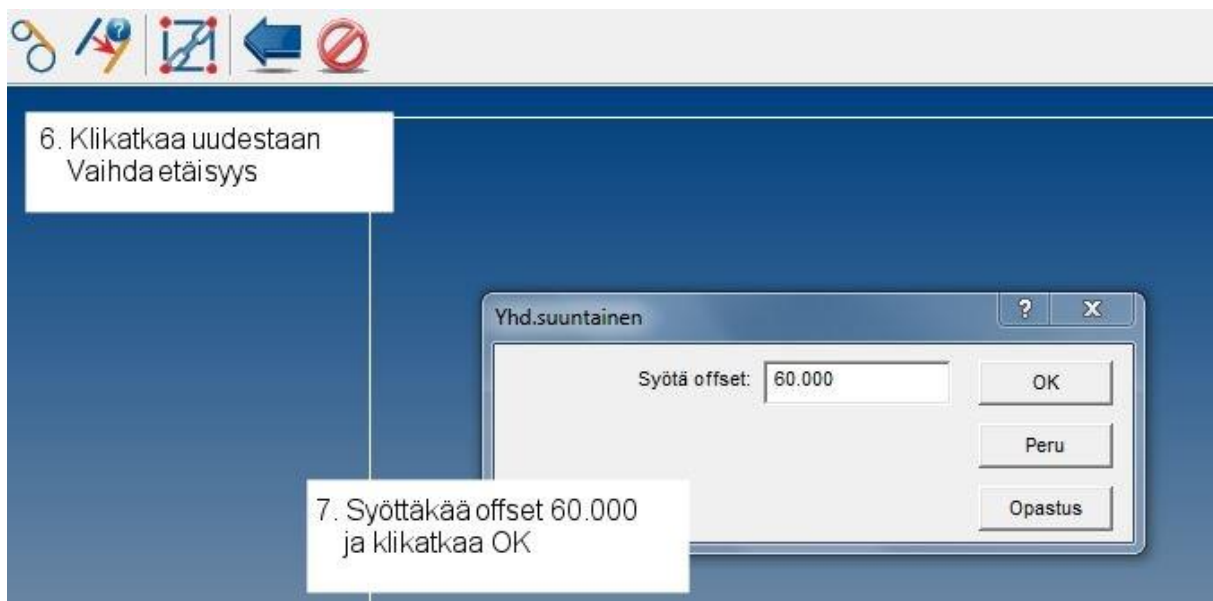 6. Klikatkaa uudestaan
Vaihda etäisyys
Yhd.suuntainen
? X
Syötä offset: 60.000 OK
Peru
Opastus
7. Syöttäkää offset 60.000
ja klikatkaa OK